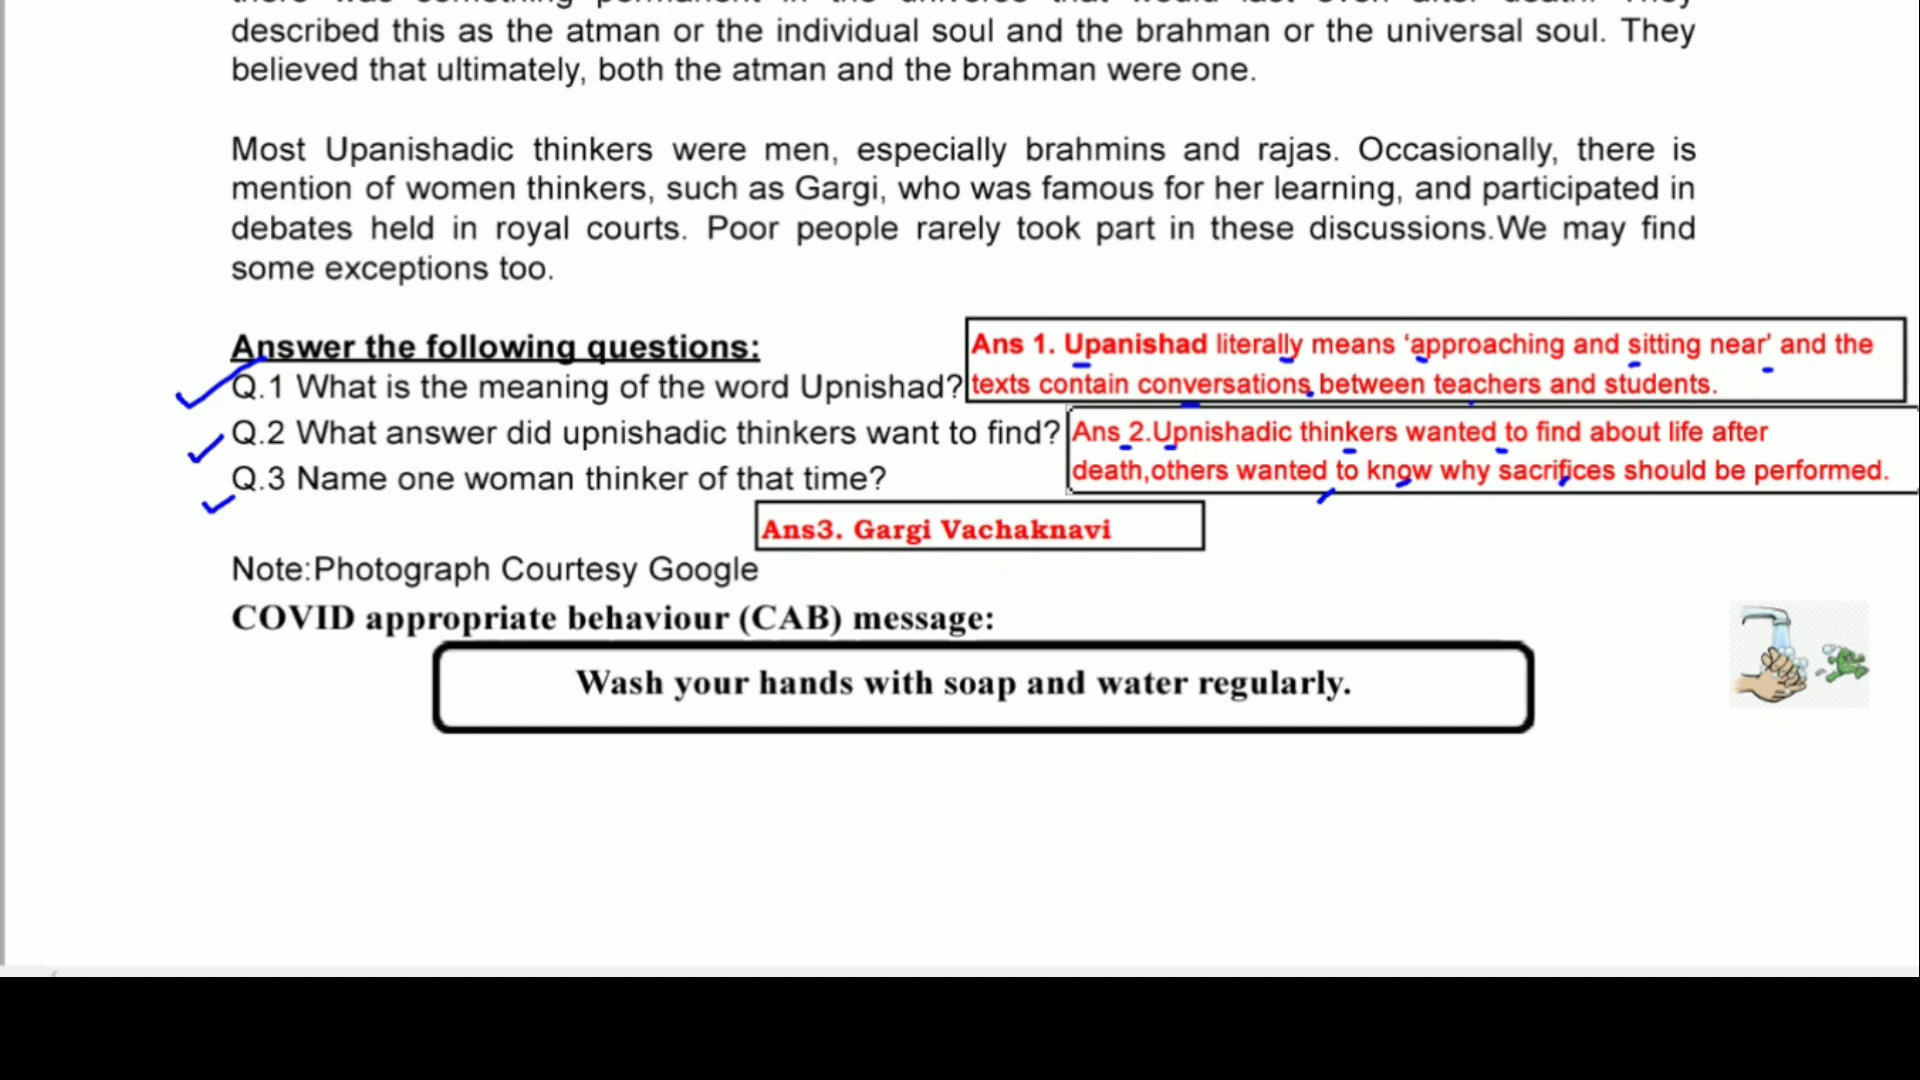 described this as the atman or the individual soul and the brahman or the universal soul. They
believed that ultimately, both the atman and the brahman were one.
Most Upanishadic thinkers were men, especially brahmins and rajas. Occasionally, there is
mention of women thinkers, such as Gargi, who was famous for her learning, and participated in
debates held in royal courts. Poor people rarely took part in these discussions.We may find
some exceptions too.
Answer the following questions:
Q.1 What is the meaning of the word Upnishad?
Ans 1. Upanishad literally means ‘approaching and sitting near’ and the
texts contain conversations between teachers and students.
Q.2 What answer did upnishadic thinkers want to find?
Ans 2.Upnishadic thinkers wanted to find about life after
death,others wanted to know why sacrifices should be performed.
Q.3 Name one woman thinker of that time?
Ans3. Gargi Vachaknavi
Note:Photograph Courtesy Google
COVID appropriate behaviour (CAB) message:
Wash your hands with soap and water regularly.